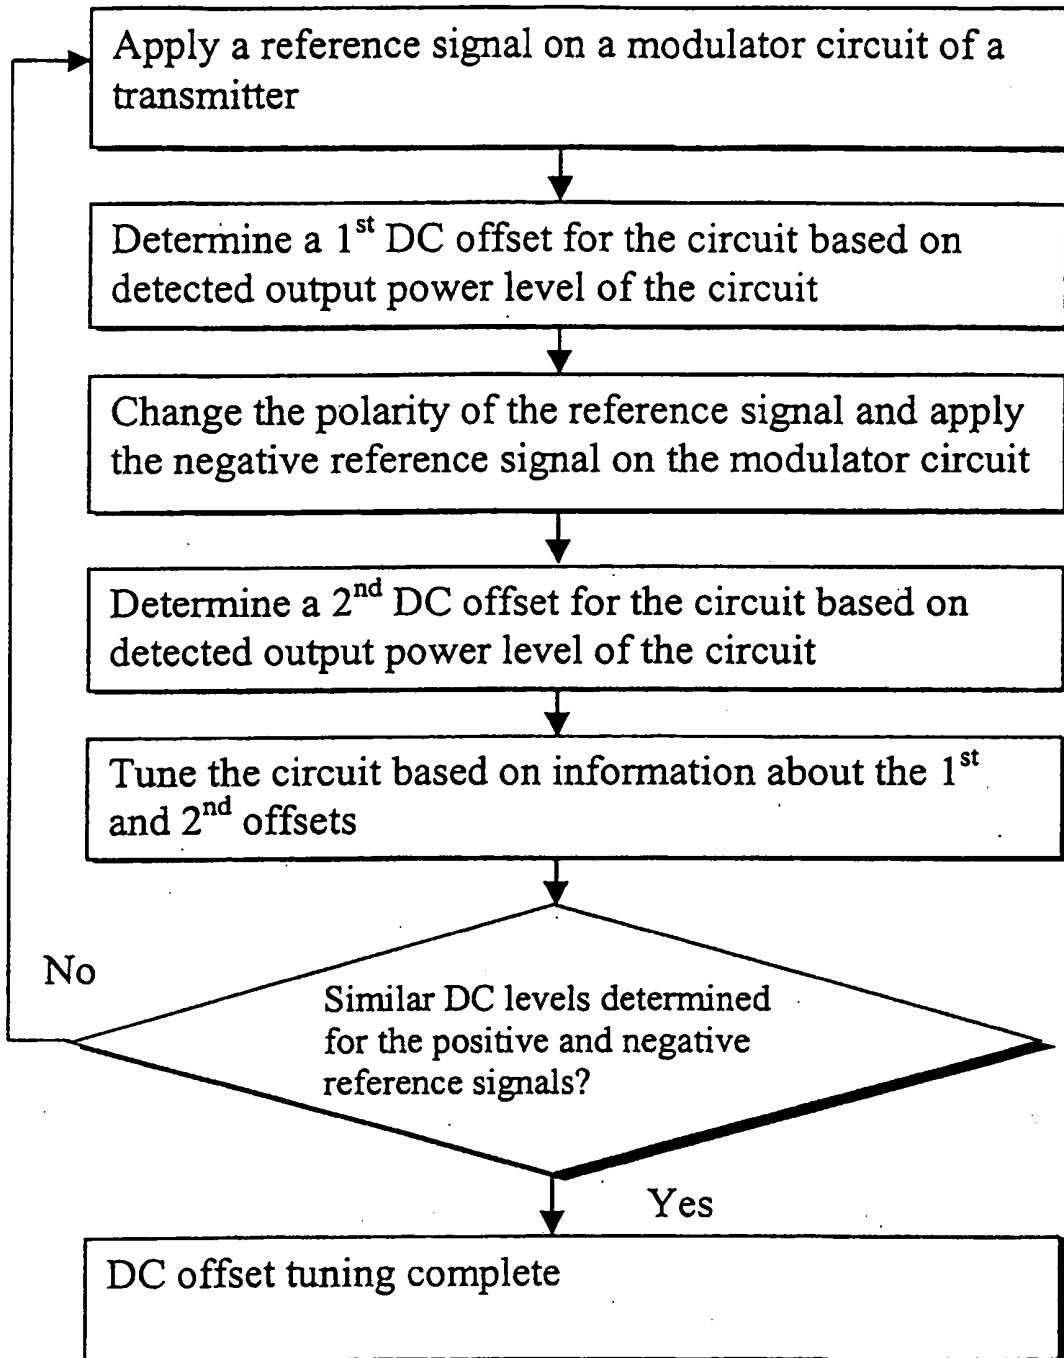 Apply a reference signal on a modulator circuit of a
transmitter
Determine a 1st DC offset for the circuit based on
detected output power level of the circuit
Change the polarity of the reference signal and apply
the negative reference signal on the modulator circuit
Determine a 2nd DC offset for the circuit based on
detected output power level of the circuit
Tune the circuit based on information about the 1st
and 2nd offsets
No
Similar DC levels determined
for the positive and negative
reference signals?
Yes
DC offset tuning complete